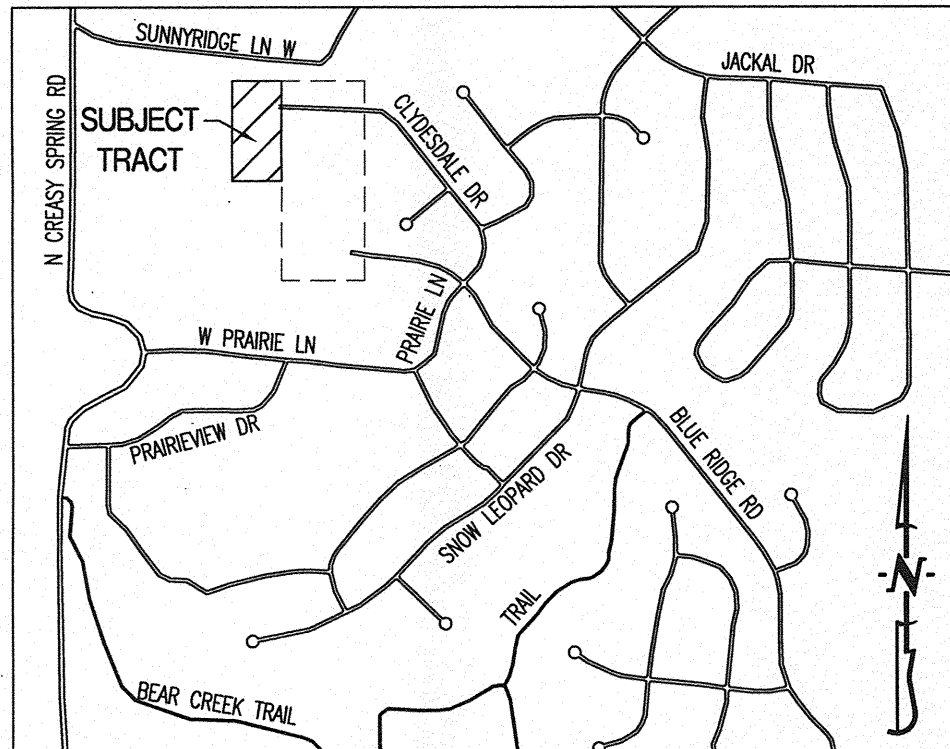 SUNNYRIDGE LN W
JACKAL DR
N CREASY SPRING RD
SUBJECT
TRACT
CLYDESDALE DR
PRAIRIE LN
W PRAIRIE LN
PRAIRIEVIEW DR
BLUE RIDGE RD
SNOW LEOPARD DR
TRAIL
BEAR CREEK TRAIL
-N-